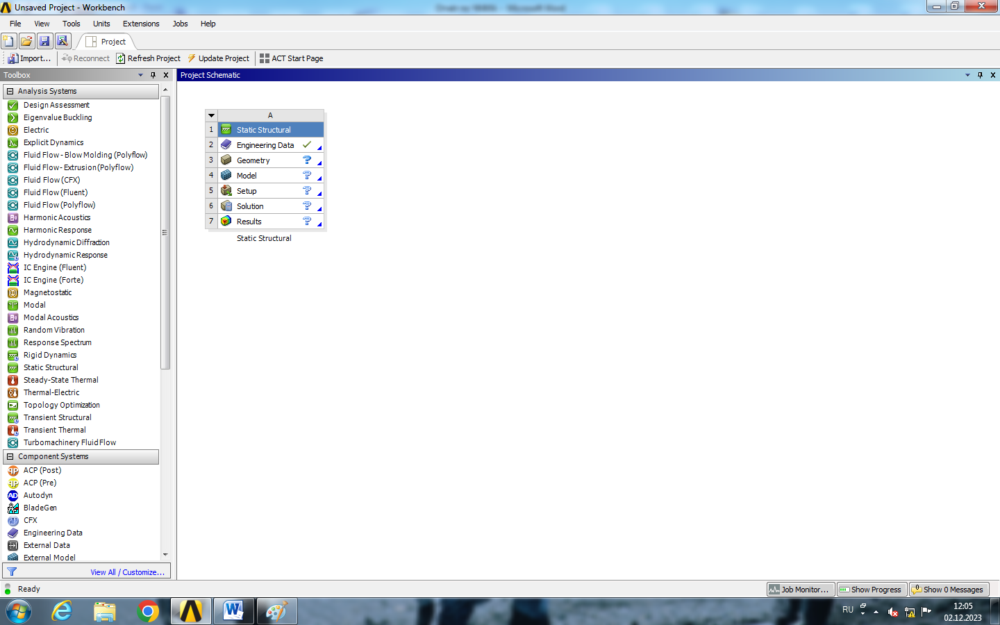 Unsaved Project - Workbench
File View Tools Units Extensions Jobs Help
Project
Import... Reconnect Refresh Project Update Project ACT Start Page
Toolbox
Project Schematic
Analysis Systems
Design Assessment
Eigenvalue Buckling
Electric
Explicit Dynamics
Fluid Flow - Blow Molding (Polyflow)
Fluid Flow - Extrusion (Polyflow)
Fluid Flow (CFX)
Fluid Flow (Fluent)
Fluid Flow (Polyflow)
Harmonic Acoustics
Harmonic Response
Hydrodynamic Diffraction
Hydrodynamic Response
IC Engine (Fluent)
IC Engine (Forte)
Magnetostatic
Modal
Modal Acoustics
Random Vibration
Response Spectrum
Rigid Dynamics
Static Structural
Steady-State Thermal
Thermal-Electric
Topology Optimization
Transient Structural
Transient Thermal
Turbomachinery Fluid Flow
Component Systems
ACP (Post)
ACP (Pre)
Autodyn
BladeGen
CFX
Engineering Data
External Data
External Model
View All / Customize...
A
1 Static Structural
2 Engineering Data
3 Geometry
4 Model
5 Setup
6 Solution
7 Results
Static Structural
Ready
Job Monitor... Show Progress Show 0 Messages
RU
12:05
02.12.2023